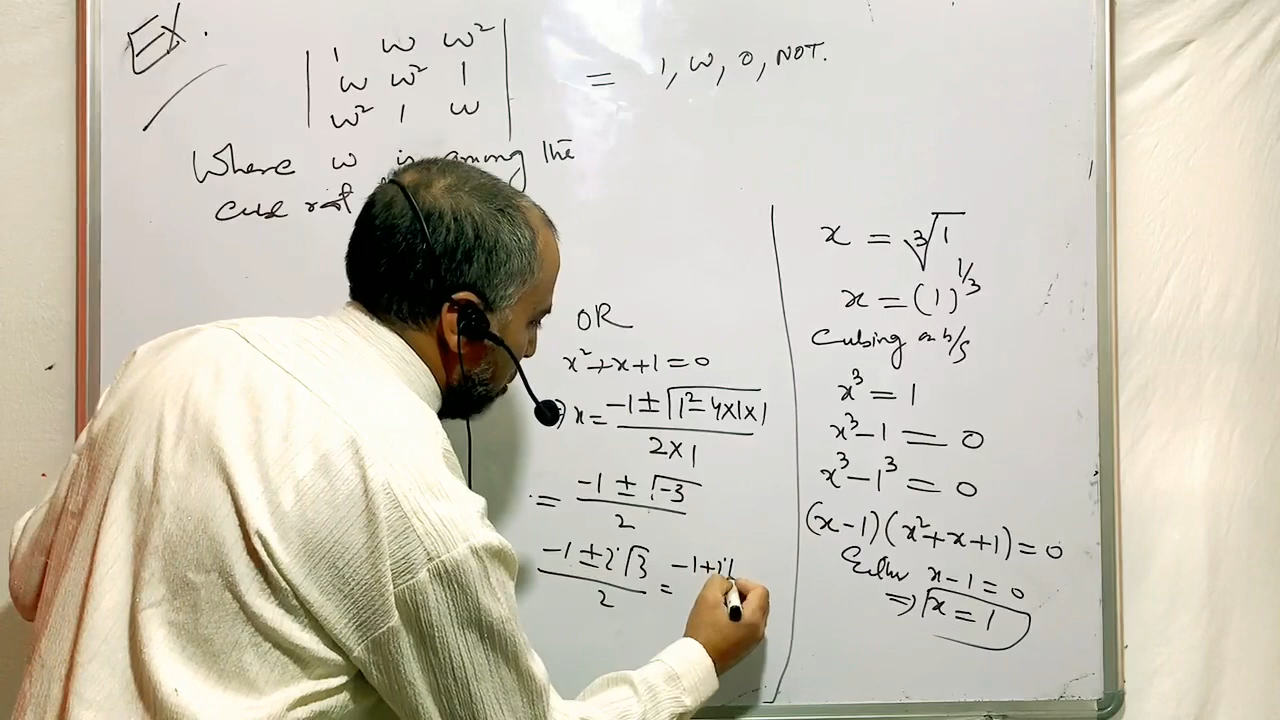 Ex.
| 1 ω ω² |
| ω ω² 1 | = 1, ω, 0, NOT.
| ω² 1 ω |
Where ω is among the
cube root
OR
x² + x + 1 = 0
⇒ x = (-1 ± √(1² - 4×1×1)) / (2×1)
= (-1 ± √-3) / 2
(-1 ± i√3) / 2 = -1 + i
x = ³√1
x = (1)^1/3
Cubing on b/s
x³ = 1
x³ - 1 = 0
x³ - 1³ = 0
(x-1)(x²+x+1) = 0
Either x - 1 = 0
⇒ x = 1